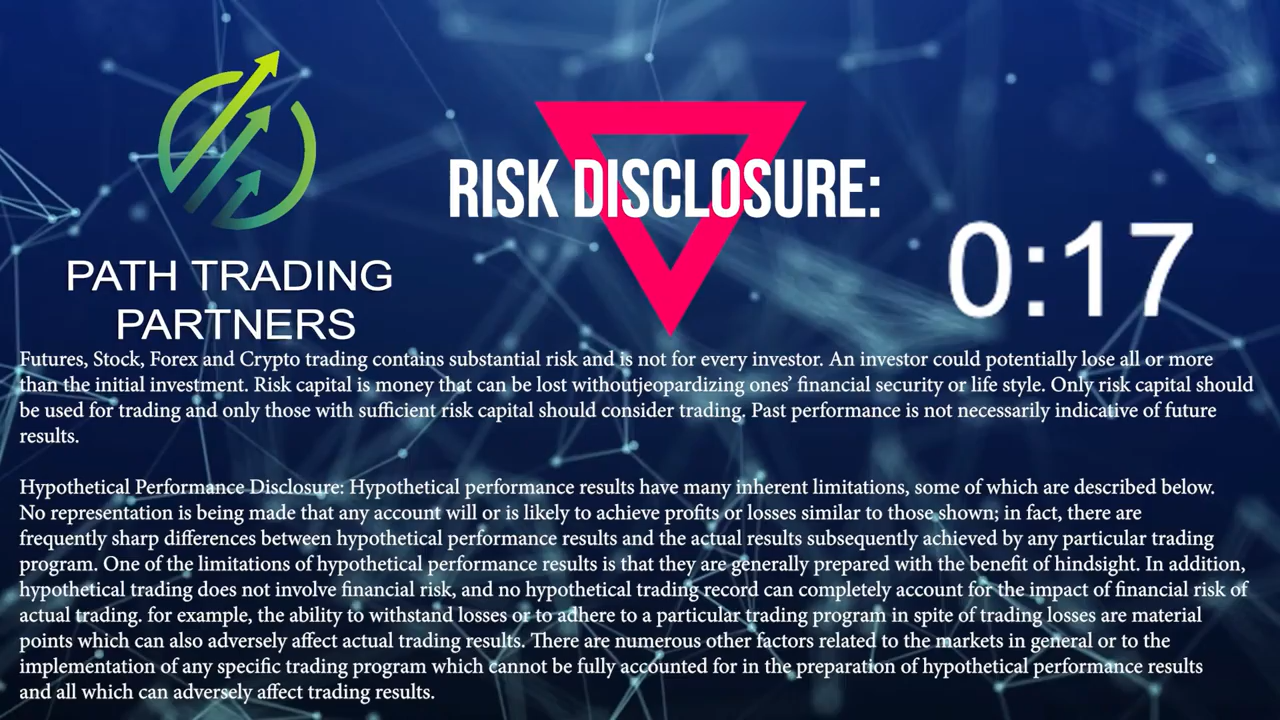 PATH TRADING
PARTNERS
RISK DISCLOSURE:
0:17
Futures, Stock, Forex and Crypto trading contains substantial risk and is not for every investor. An investor could potentially lose all or more
than the initial investment. Risk capital is money that can be lost withoutjeopardizing ones’ financial security or life style. Only risk capital should
be used for trading and only those with sufficient risk capital should consider trading. Past performance is not necessarily indicative of future
results.
Hypothetical Performance Disclosure: Hypothetical performance results have many inherent limitations, some of which are described below.
No representation is being made that any account will or is likely to achieve profits or losses similar to those shown; in fact, there are
frequently sharp differences between hypothetical performance results and the actual results subsequently achieved by any particular trading
program. One of the limitations of hypothetical performance results is that they are generally prepared with the benefit of hindsight. In addition,
hypothetical trading does not involve financial risk, and no hypothetical trading record can completely account for the impact of financial risk of
actual trading. for example, the ability to withstand losses or to adhere to a particular trading program in spite of trading losses are material
points which can also adversely affect actual trading results. There are numerous other factors related to the markets in general or to the
implementation of any specific trading program which cannot be fully accounted for in the preparation of hypothetical performance results
and all which can adversely affect trading results.